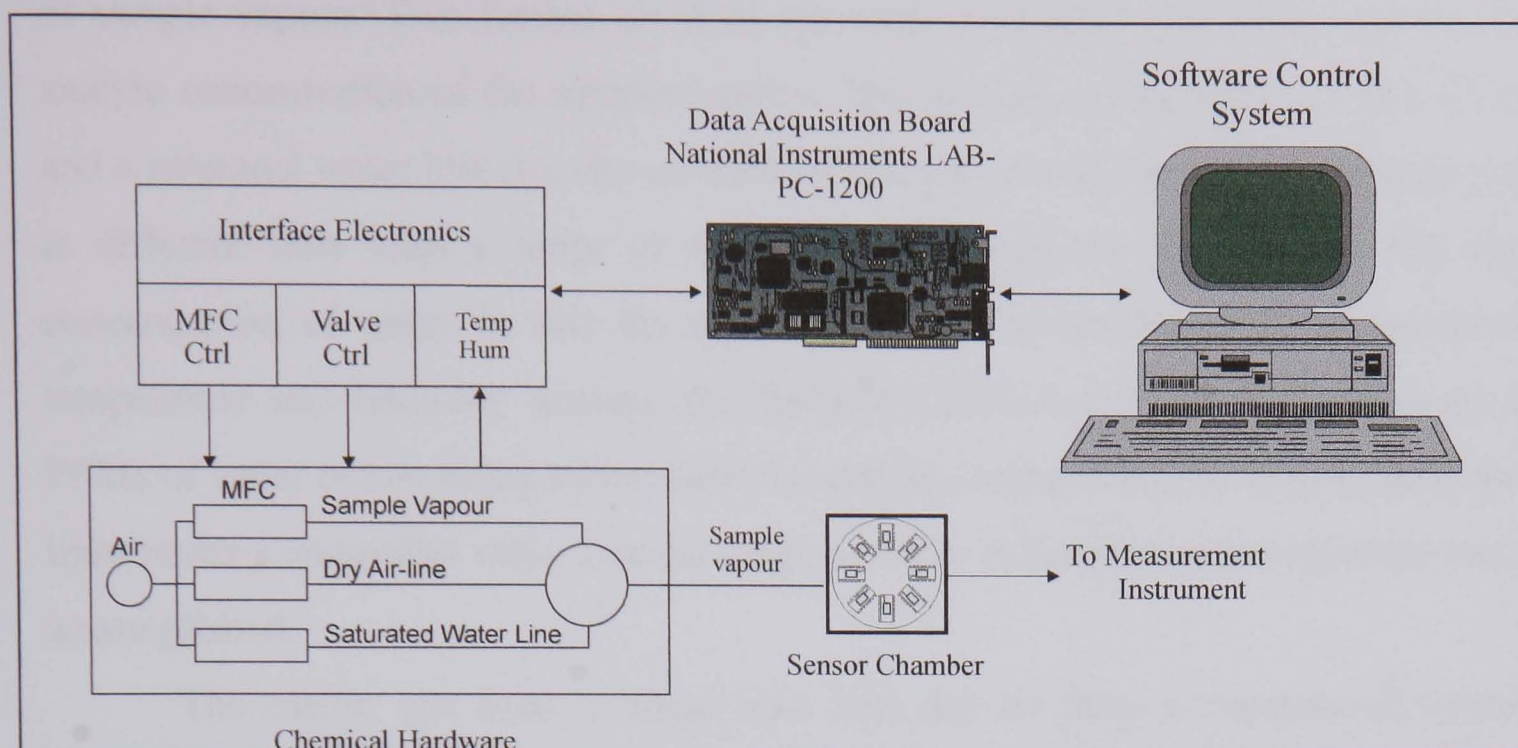 Software Control
System
Data Acquisition Board
National Instruments LAB-
PC-1200
Interface Electronics
MFC
Ctrl
Valve
Ctrl
Temp
Hum
MFC
Sample Vapour
Air
Dry Air-line
Saturated Water Line
Sample
vapour
To Measurement
Instrument
Sensor Chamber
Chemical Hardware